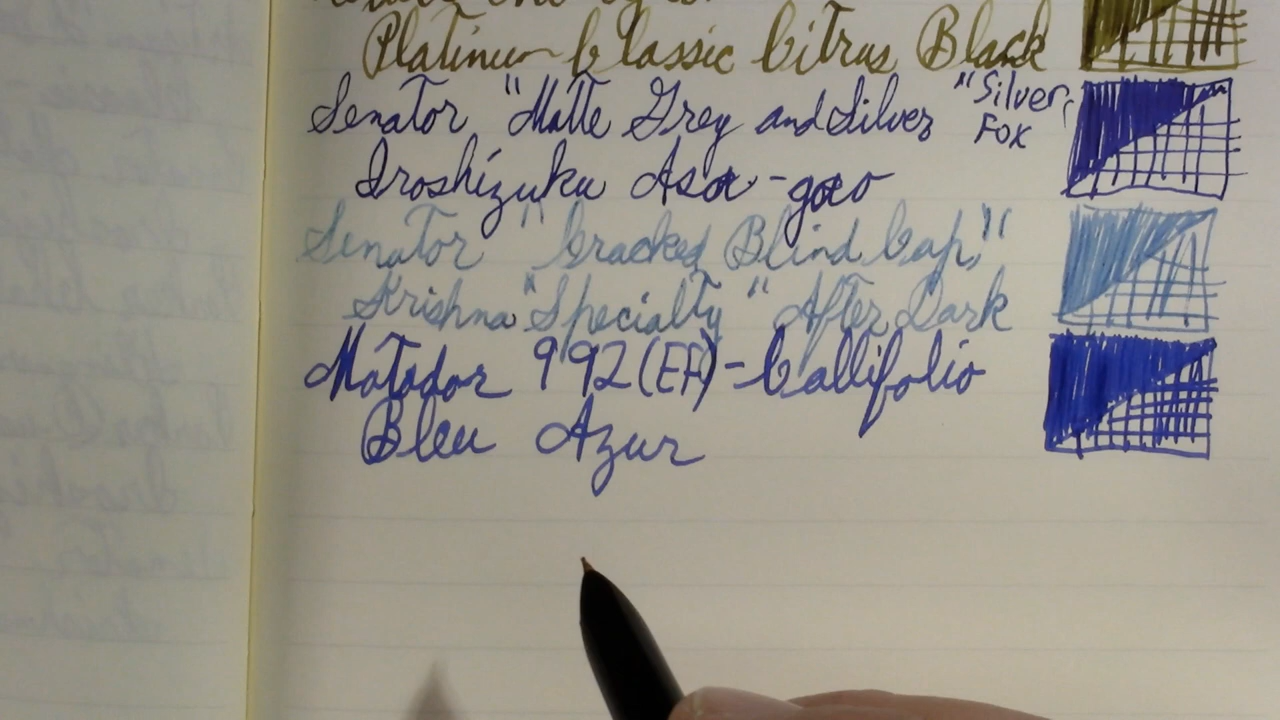 Platinum Classic Citrus Black
Senator "Matte Grey and Silver "Silver
Fox
Iroshizuku Asa-gao
Senator "Cracked Blind Cap"
Krishna "Specialty" After Dark
Matador 992 (EF) - Callifolio
Bleu Azur